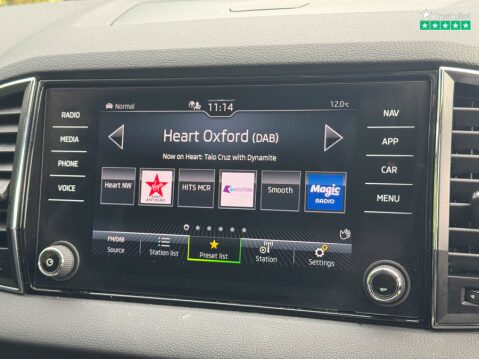 Trustpilot
RADIO
MEDIA
PHONE
VOICE
Normal
11:14
12.0°C
Heart Oxford (DAB)
Now on Heart: Taio Cruz with Dynamite
Heart NW
ANTHEMS
HITS MCR
Smooth
Magic
RADIO
FM/DAB
Source
Station list
Preset list
Station
Settings
NAV
APP
CAR
MENU